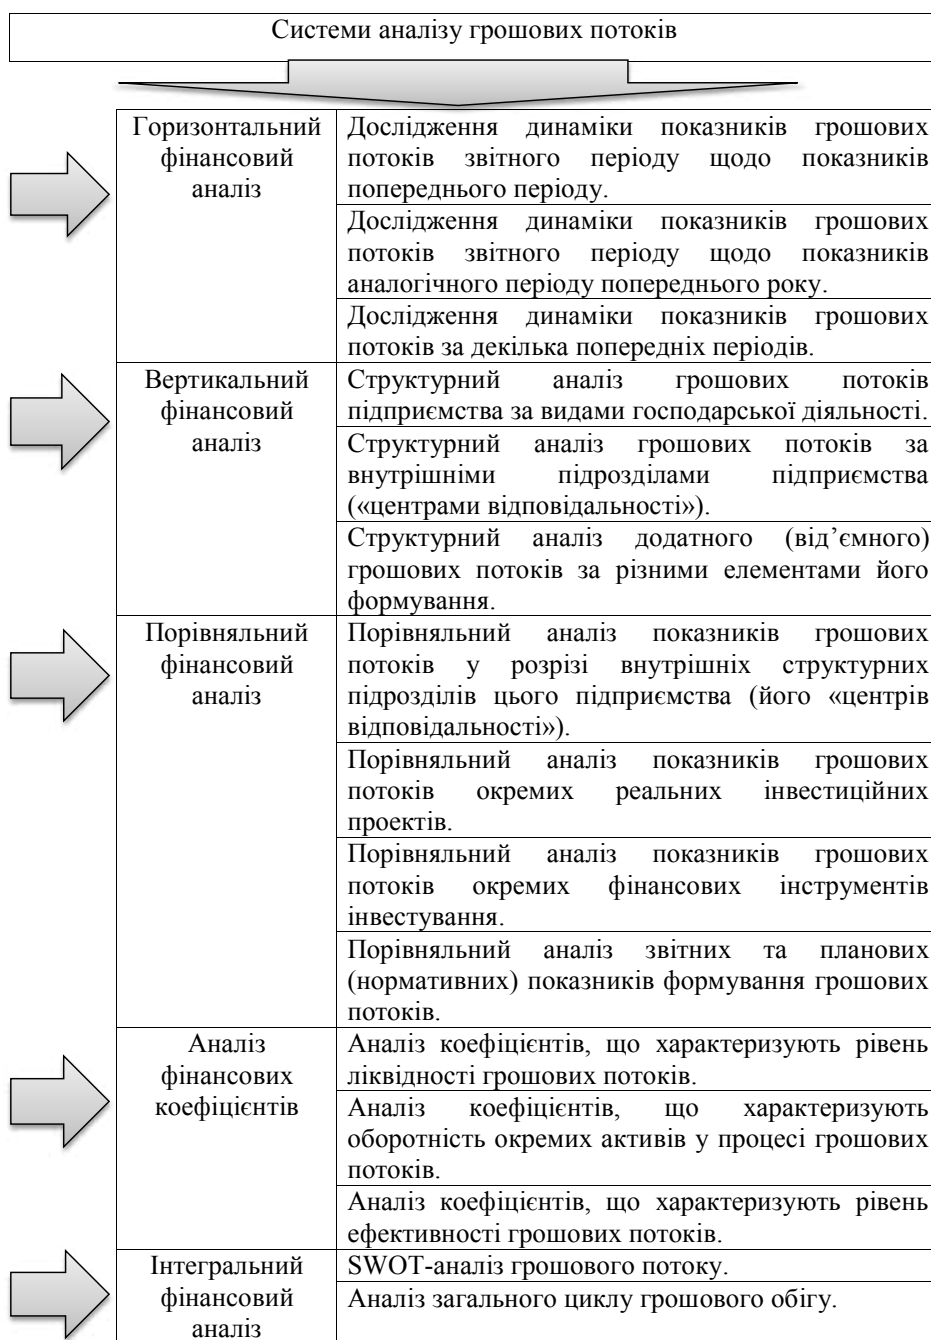 Системи аналізу грошових потоків
Горизонтальний
фінансовий
аналіз
Дослідження динаміки показників грошових
потоків звітного періоду щодо показників
попереднього періоду.
Дослідження динаміки показників грошових
потоків звітного періоду щодо показників
аналогічного періоду попереднього року.
Дослідження динаміки показників грошових
потоків за декілька попередніх періодів.
Вертикальний
фінансовий
аналіз
Структурний аналіз грошових потоків
підприємства за видами господарської діяльності.
Структурний аналіз грошових потоків за
внутрішніми підрозділами підприємства
(«центрами відповідальності»).
Структурний аналіз додатного (від’ємного)
грошових потоків за різними елементами його
формування.
Порівняльний
фінансовий
аналіз
Порівняльний аналіз показників грошових
потоків у розрізі внутрішніх структурних
підрозділів цього підприємства (його «центрів
відповідальності»).
Порівняльний аналіз показників грошових
потоків окремих реальних інвестиційних
проектів.
Порівняльний аналіз показників грошових
потоків окремих фінансових інструментів
інвестування.
Порівняльний аналіз звітних та планових
(нормативних) показників формування грошових
потоків.
Аналіз
фінансових
коефіцієнтів
Аналіз коефіцієнтів, що характеризують рівень
ліквідності грошових потоків.
Аналіз коефіцієнтів, що характеризують
оборотність окремих активів у процесі грошових
потоків.
Аналіз коефіцієнтів, що характеризують рівень
ефективності грошових потоків.
Інтегральний
фінансовий
аналіз
SWOT-аналіз грошового потоку.
Аналіз загального циклу грошового обігу.